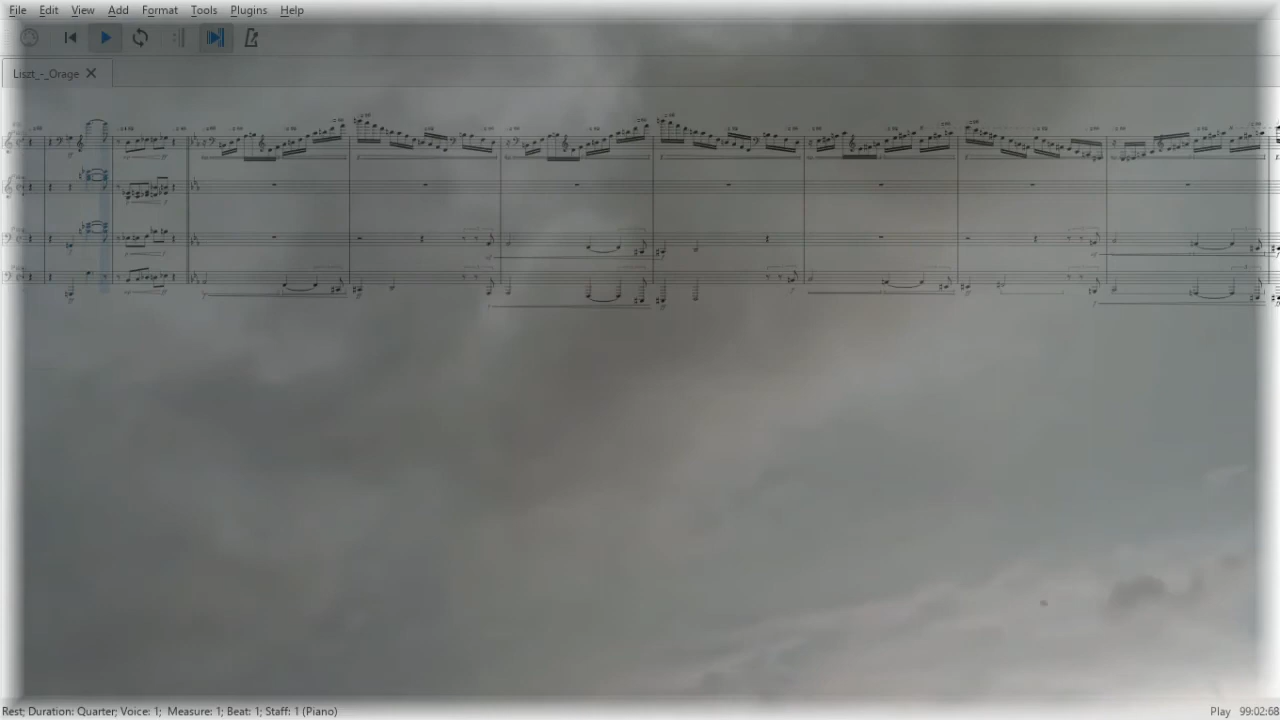 File Edit View Add Format Tools Plugins Help
Liszt_-_Orage
Rest; Duration: Quarter; Voice: 1; Measure: 1; Beat: 1; Staff: 1 (Piano)
Play 99:02:68